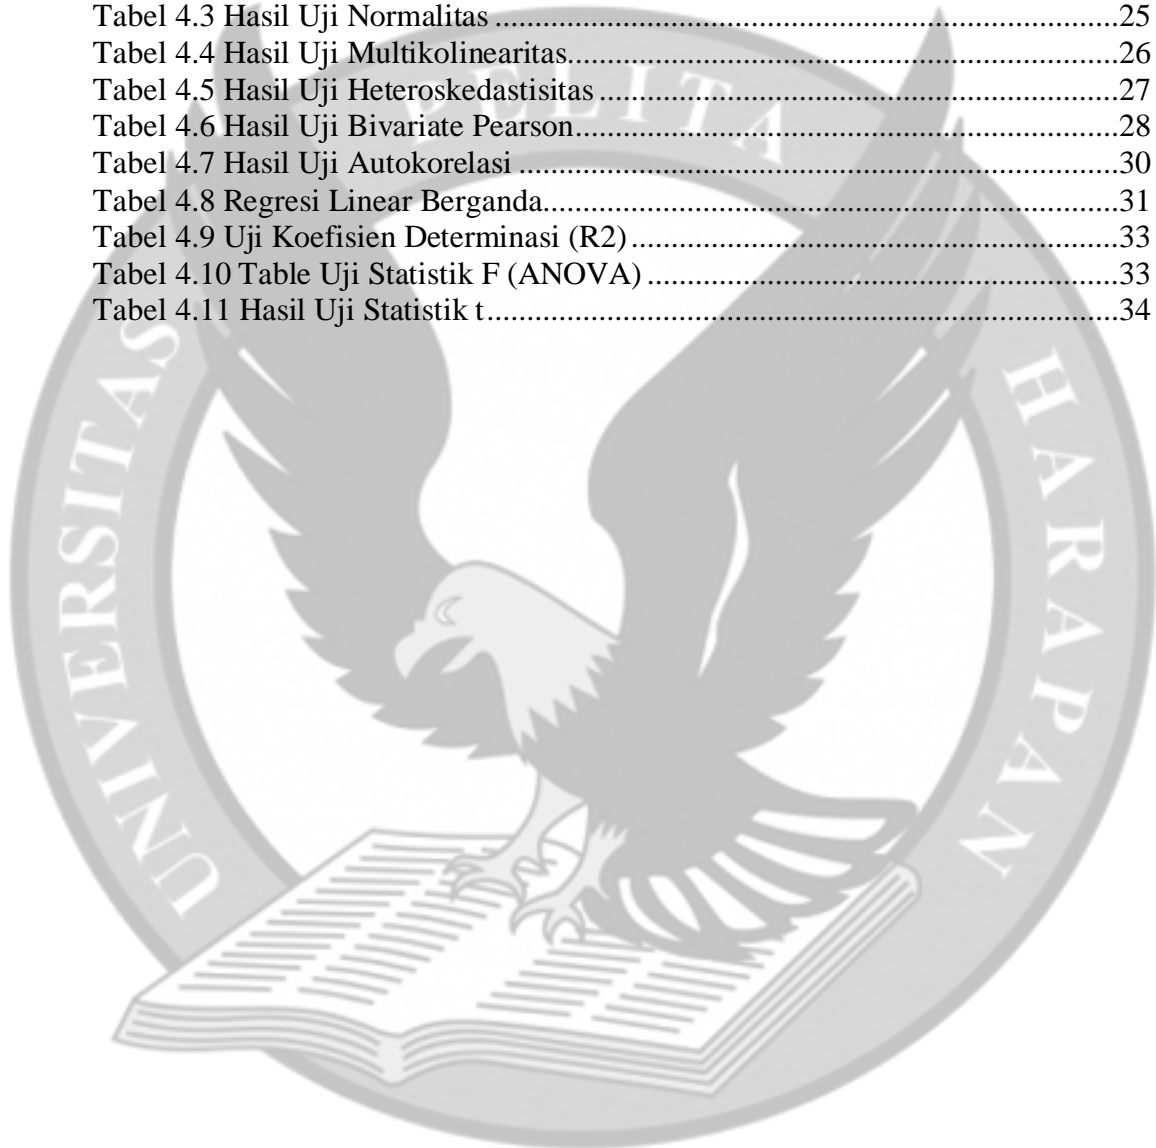 Tabel 4.3 Hasil Uji Normalitas....................................................................................25
Tabel 4.4 Hasil Uji Multikolinearitas..........................................................................26
Tabel 4.5 Hasil Uji Heteroskedastisitas.......................................................................27
Tabel 4.6 Hasil Uji Bivariate Pearson.........................................................................28
Tabel 4.7 Hasil Uji Autokorelasi.................................................................................30
Tabel 4.8 Regresi Linear Berganda.............................................................................31
Tabel 4.9 Uji Koefisien Determinasi (R2)...................................................................33
Tabel 4.10 Table Uji Statistik F (ANOVA).................................................................33
Tabel 4.11 Hasil Uji Statistik t.....................................................................................34
UNIVERSITAS PELITA HARAPAN